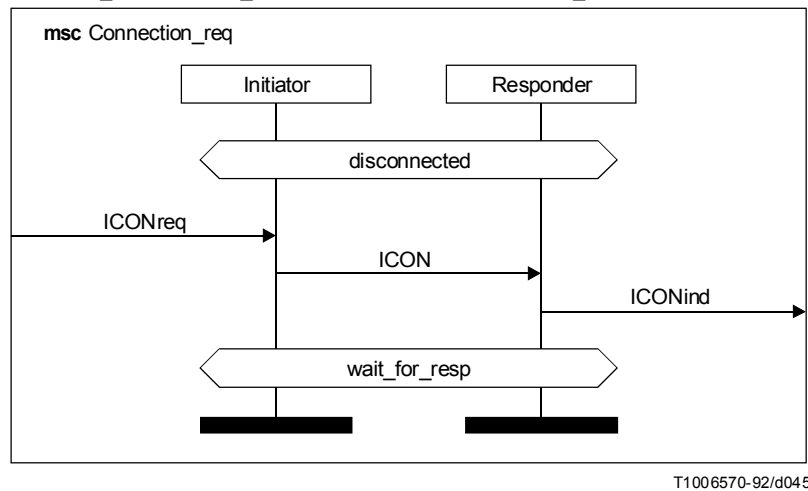 msc Connection_req
Initiator Responder
disconnected
ICONreq
ICON
ICONind
wait_for_resp
T1006570-92/d045